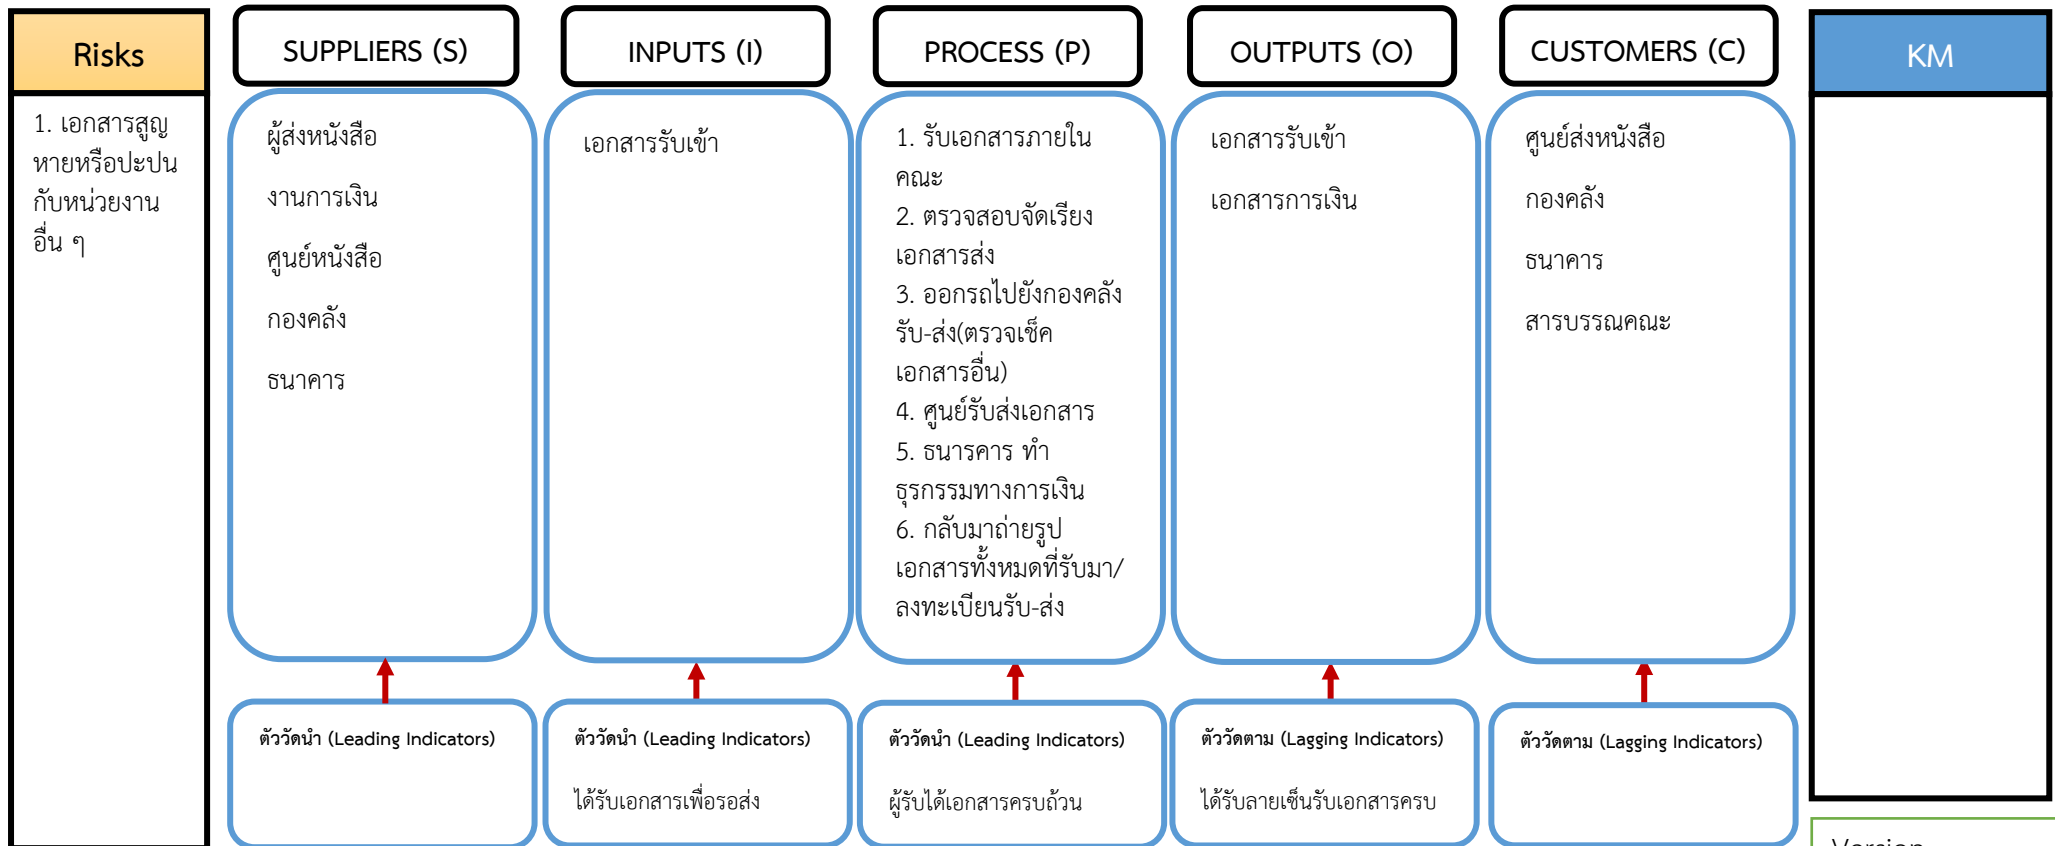 Risks
1. เอกสารสูญ
หายหรือปะปน
กับหน่วยงาน
อื่น ๆ
SUPPLIERS (S)
ผู้ส่งหนังสือ
งานการเงิน
ศูนย์หนังสือ
กองคลัง
ธนาคาร
ตัววัดนำ (Leading Indicators)
INPUTS (I)
เอกสารรับเข้า
ตัววัดนำ (Leading Indicators)
ได้รับเอกสารเพื่อรอส่ง
PROCESS (P)
1. รับเอกสารภายใน
คณะ
2. ตรวจสอบจัดเรียง
เอกสารส่ง
3. ออกรถไปยังกองคลัง
รับ-ส่ง(ตรวจเช็ค
เอกสารอื่น)
4. ศูนย์รับส่งเอกสาร
5. ธนารคาร ทำ
ธุรกรรมทางการเงิน
6. กลับมาถ่ายรูป
เอกสารทั้งหมดที่รับมา/
ลงทะเบียนรับ-ส่ง
ตัววัดนำ (Leading Indicators)
ผู้รับได้เอกสารครบถ้วน
OUTPUTS (O)
เอกสารรับเข้า
เอกสารการเงิน
ตัววัดตาม (Lagging Indicators)
ได้รับลายเซ็นรับเอกสารครบ
CUSTOMERS (C)
ศูนย์ส่งหนังสือ
กองคลัง
ธนาคาร
สารบรรณคณะ
ตัววัดตาม (Lagging Indicators)
KM
Version